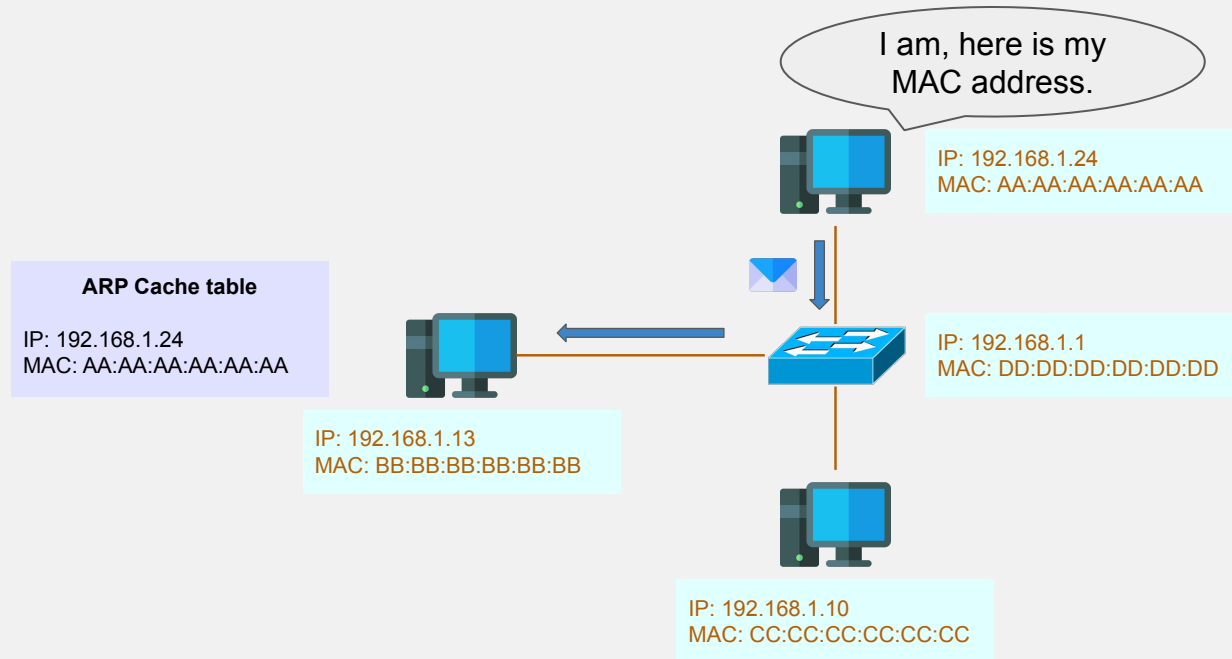 I am, here is my
MAC address.
IP: 192.168.1.24
MAC: AA:AA:AA:AA:AA:AA
ARP Cache table
IP: 192.168.1.24
MAC: AA:AA:AA:AA:AA:AA
IP: 192.168.1.1
MAC: DD:DD:DD:DD:DD:DD
IP: 192.168.1.13
MAC: BB:BB:BB:BB:BB:BB
IP: 192.168.1.10
MAC: CC:CC:CC:CC:CC:CC